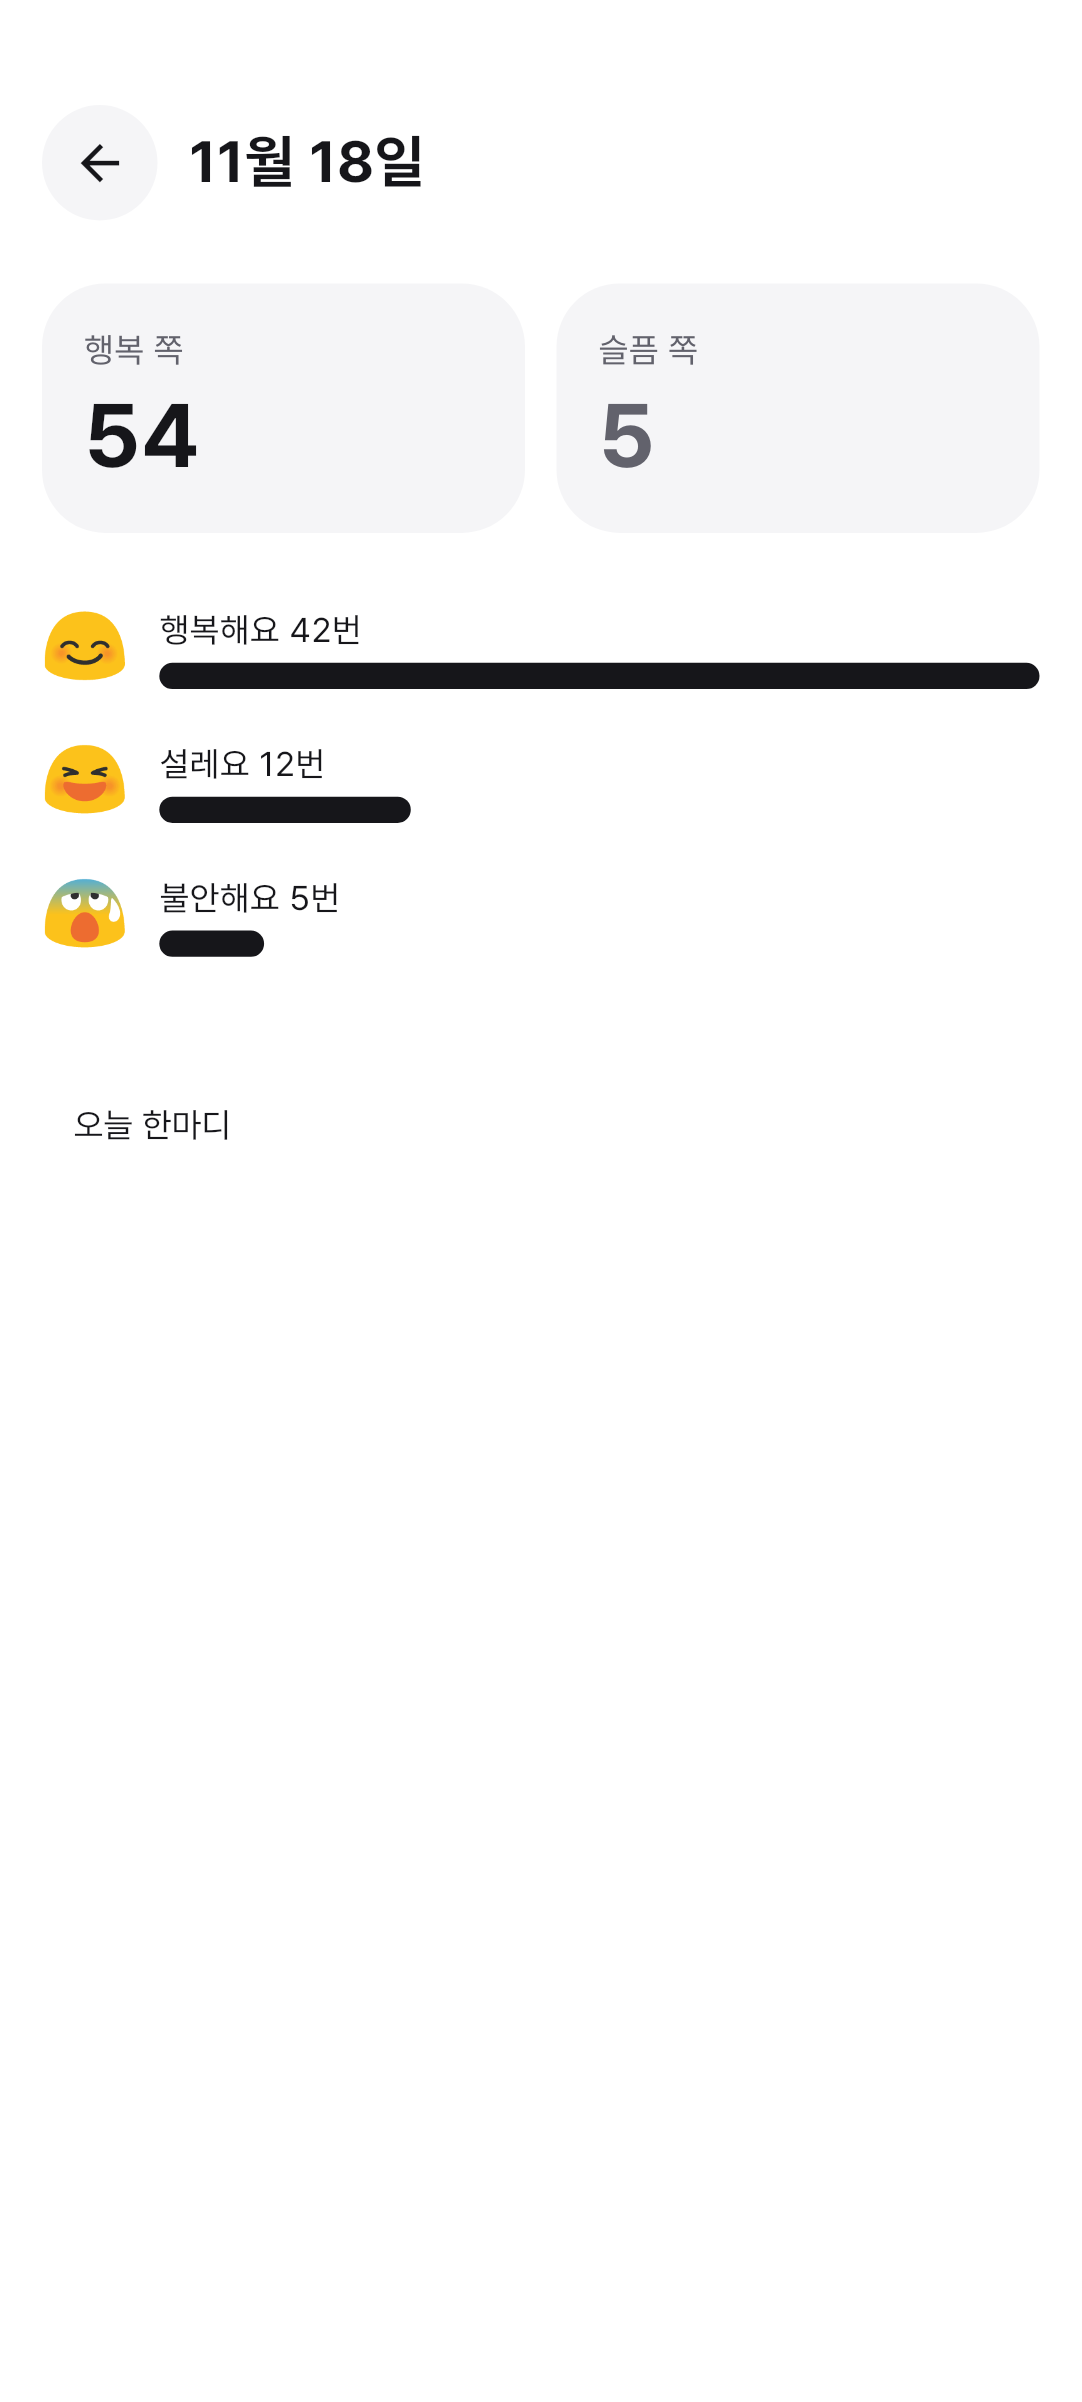 11월 18일
행복 쪽
54
슬픔 쪽
5
행복해요 42번
설레요 12번
불안해요 5번
오늘 한마디